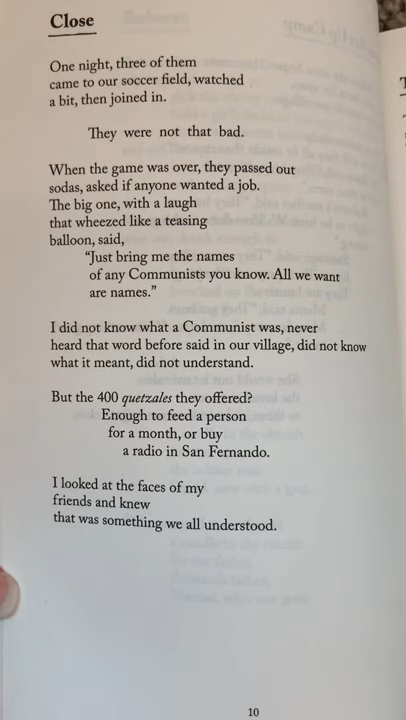 Close
One night, three of them
came to our soccer field, watched
a bit, then joined in.
They were not that bad.
When the game was over, they passed out
sodas, asked if anyone wanted a job.
The big one, with a laugh
that wheezed like a teasing
balloon, said,
“Just bring me the names
of any Communists you know. All we want
are names.”
I did not know what a Communist was, never
heard that word before said in our village, did not know
what it meant, did not understand.
But the 400 quetzales they offered?
Enough to feed a person
for a month, or buy
a radio in San Fernando.
I looked at the faces of my
friends and knew
that was something we all understood.
10